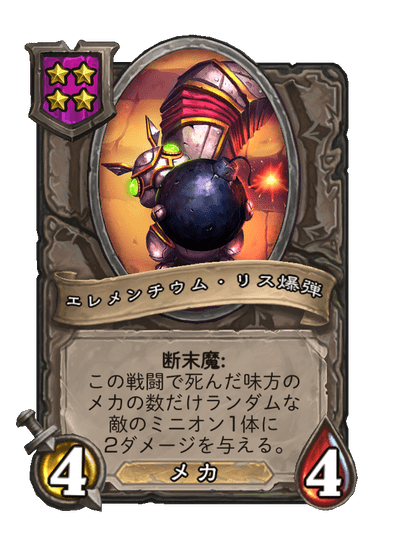 エレメンチウム・リス爆弾
断末魔:
この戦闘で死んだ味方の
メカの数だけランダムな
敵のミニオン1体に
2ダメージを与える。
4
メカ
4